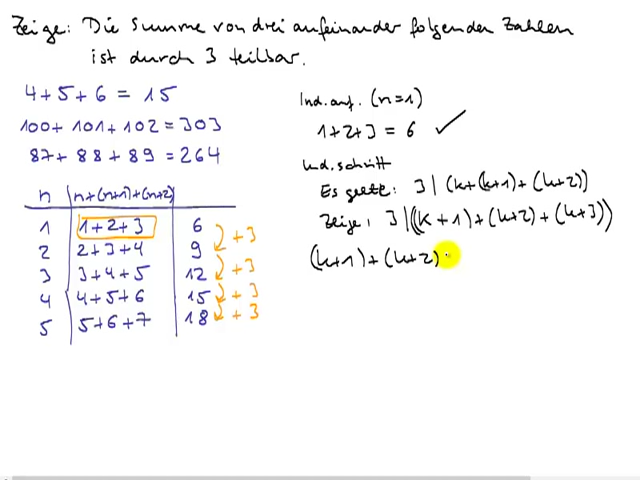 Zeige: Die Summe von drei aufeinander folgenden Zahlen
ist durch 3 teilbar.
4+5+6 = 15
100+ 101+102 = 303
87+ 88+89 = 264
n | n+(n+1)+(n+2) |
1 | 1+2+3 | 6
2 | 2+3+4 | 9
3 | 3+4+5 | 12
4 | 4+5+6 | 15
5 | 5+6+7 | 18
+3
+3
+3
+3
Ind. anf. (n=1)
1+2+3 = 6 ✓
Ind. schritt
Es gelte: 3 | (k+(k+1)+(k+2))
Zeige: 3 | ((k+1)+(k+2)+(k+3))
(k+1)+(k+2)